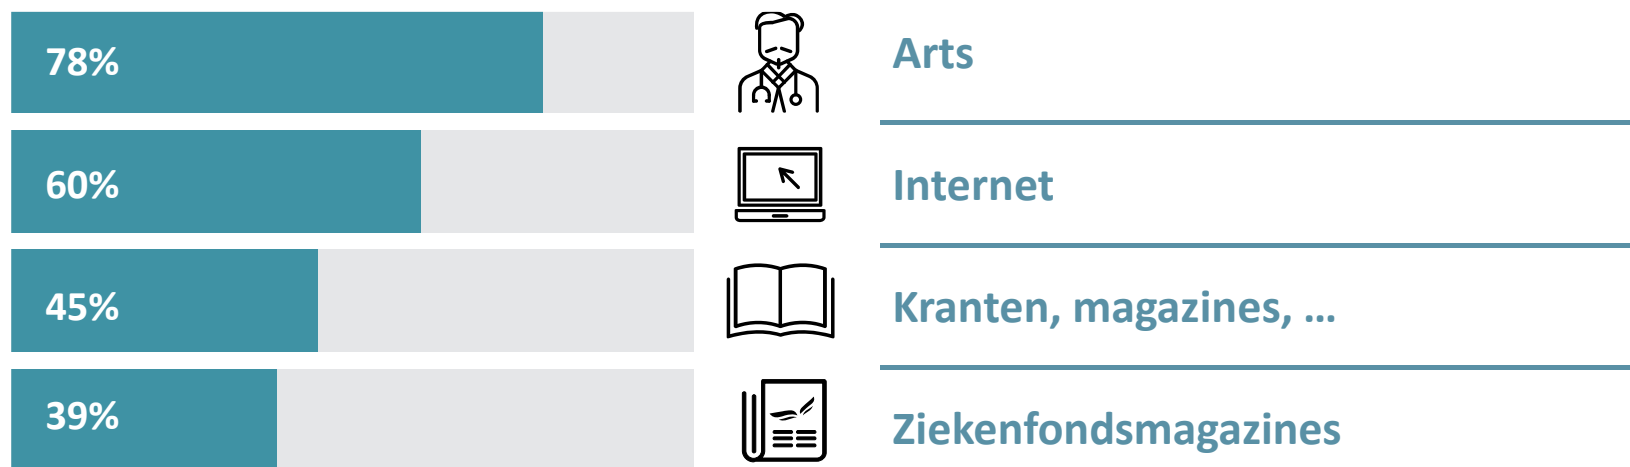 78%
Arts
60%
Internet
45%
Kranten, magazines, ...
39%
Ziekenfondsmagazines